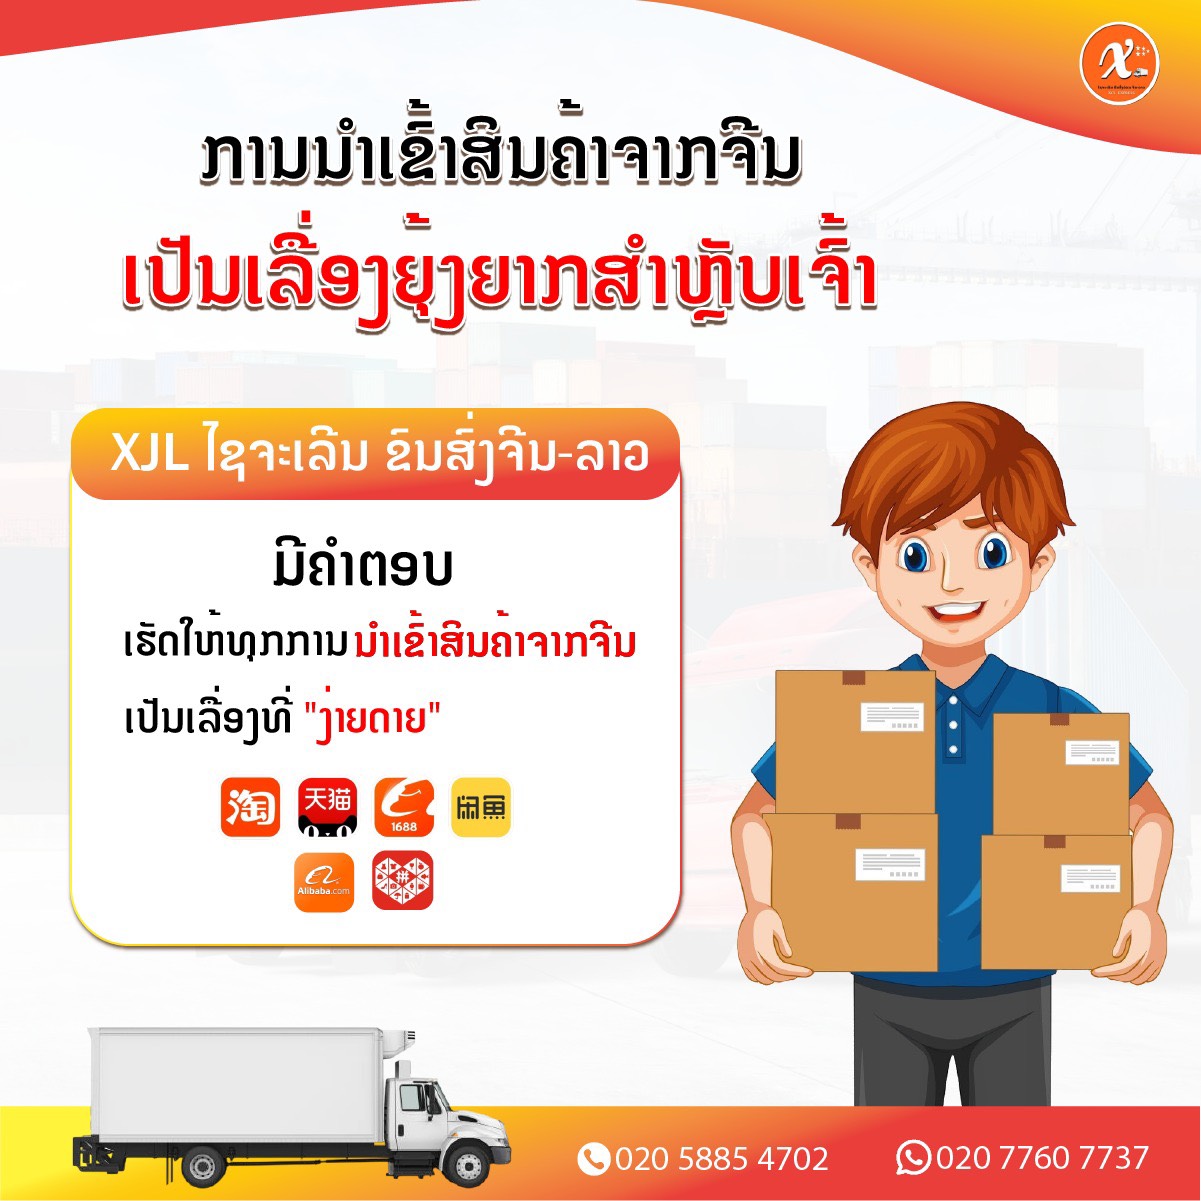 ການນຳເຂົ້າສິນຄ້າຈາກຈີນ
ເປັນເລື່ອງຍຸ້ງຍາກສຳຫຼັບເຈົ້າ
XJL ໄຊຈະເລີນ ຂົນສົ່ງຈີນ-ລາວ
ມີຄຳຕອບ
ເຮັດໃຫ້ທຸກການ ນຳເຂົ້າສິນຄ້າຈາກຈີນ
ເປັນເລື່ອງທີ່ "ງ່າຍດາຍ"
淘 天猫 1688 闲鱼
Alibaba.com 拼
020 5885 4702 020 7760 7737